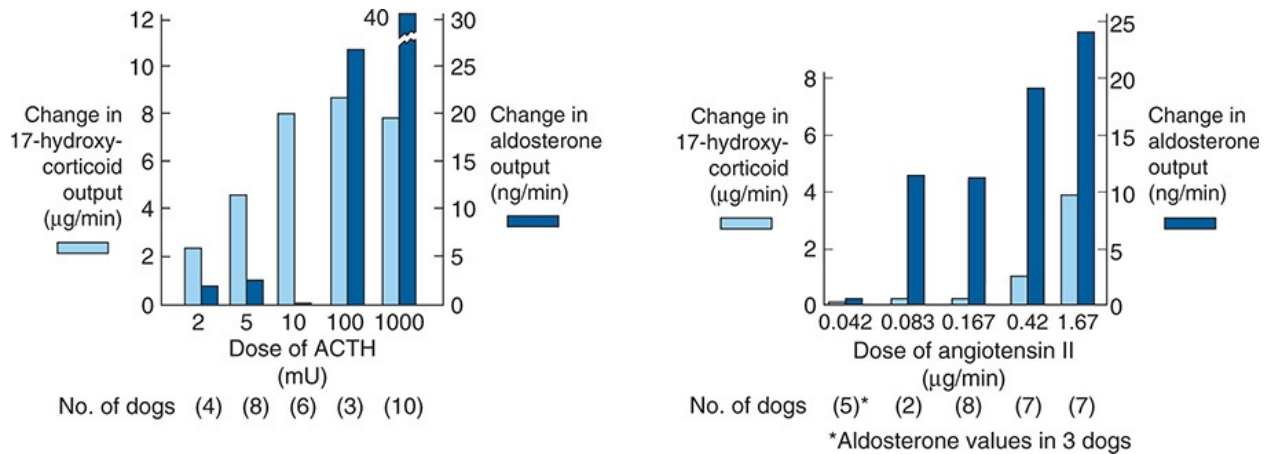 12
10
8
6
4
2
0
40
30
25
20
15
10
5
0
Change in
17-hydroxy-
corticoid
output
(μg/min)
Change in
aldosterone
output
(ng/min)
2 5 10 100 1000
Dose of ACTH
(mU)
No. of dogs (4) (8) (6) (3) (10)
8
6
4
2
0
25
20
15
10
5
0
Change in
17-hydroxy-
corticoid
(μg/min)
Change in
aldosterone
output
(ng/min)
0.042 0.083 0.167 0.42 1.67
Dose of angiotensin II
(μg/min)
No. of dogs (5)* (2) (8) (7) (7)
*Aldosterone values in 3 dogs